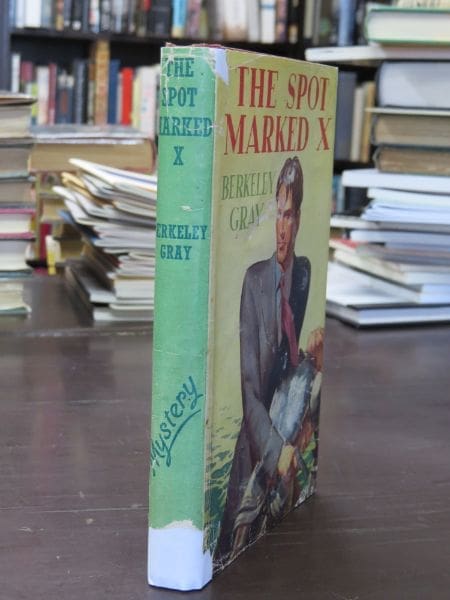 THE
SPOT
MARKED
X
BERKELEY
GRAY
Mystery
THE SPOT
MARKED X
BERKELEY
GRAY